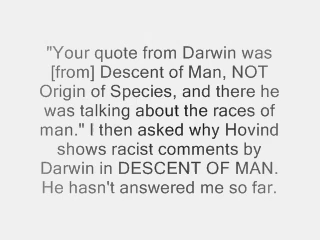 "Your quote from Darwin was
[from] Descent of Man, NOT
Origin of Species, and there he
was talking about the races of
man." I then asked why Hovind
shows racist comments by
Darwin in DESCENT OF MAN.
He hasn't answered me so far.